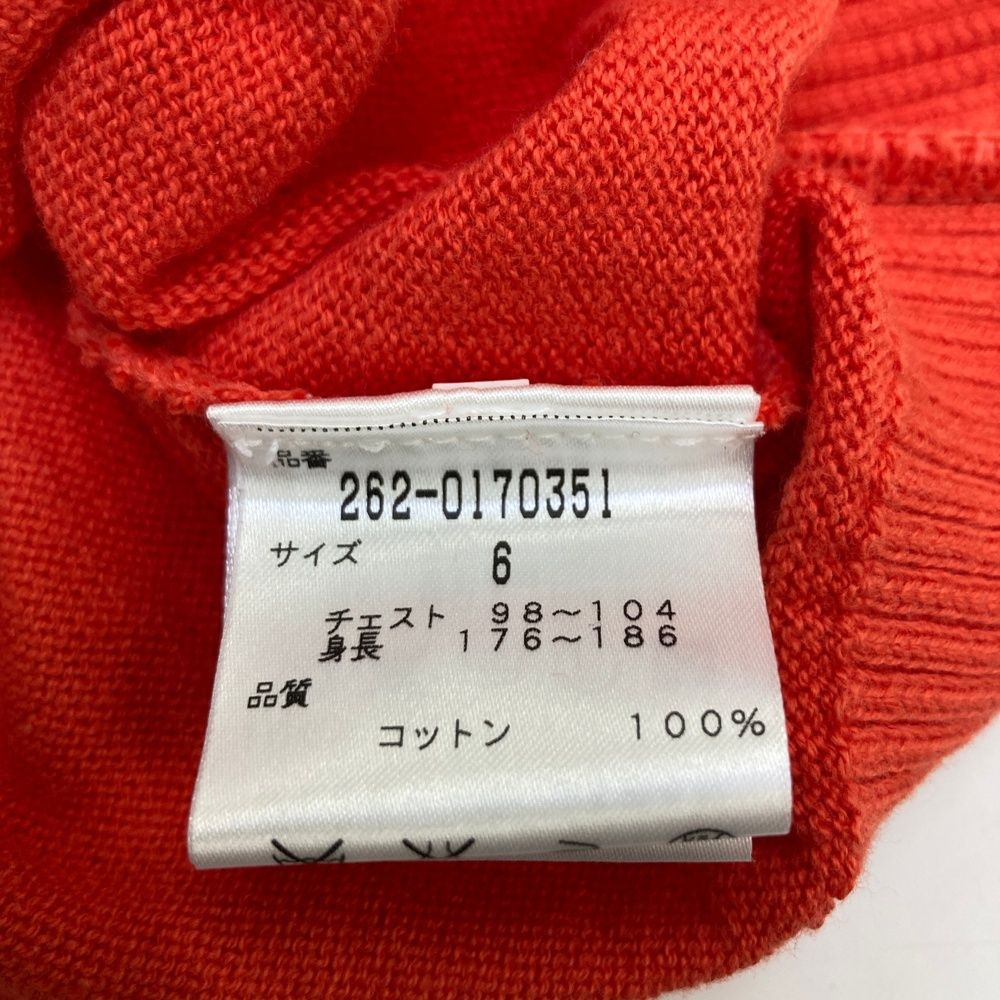 品番
262-0170351
サイズ 6
チェスト 98～104
身長 176～186
品質
コットン 100%